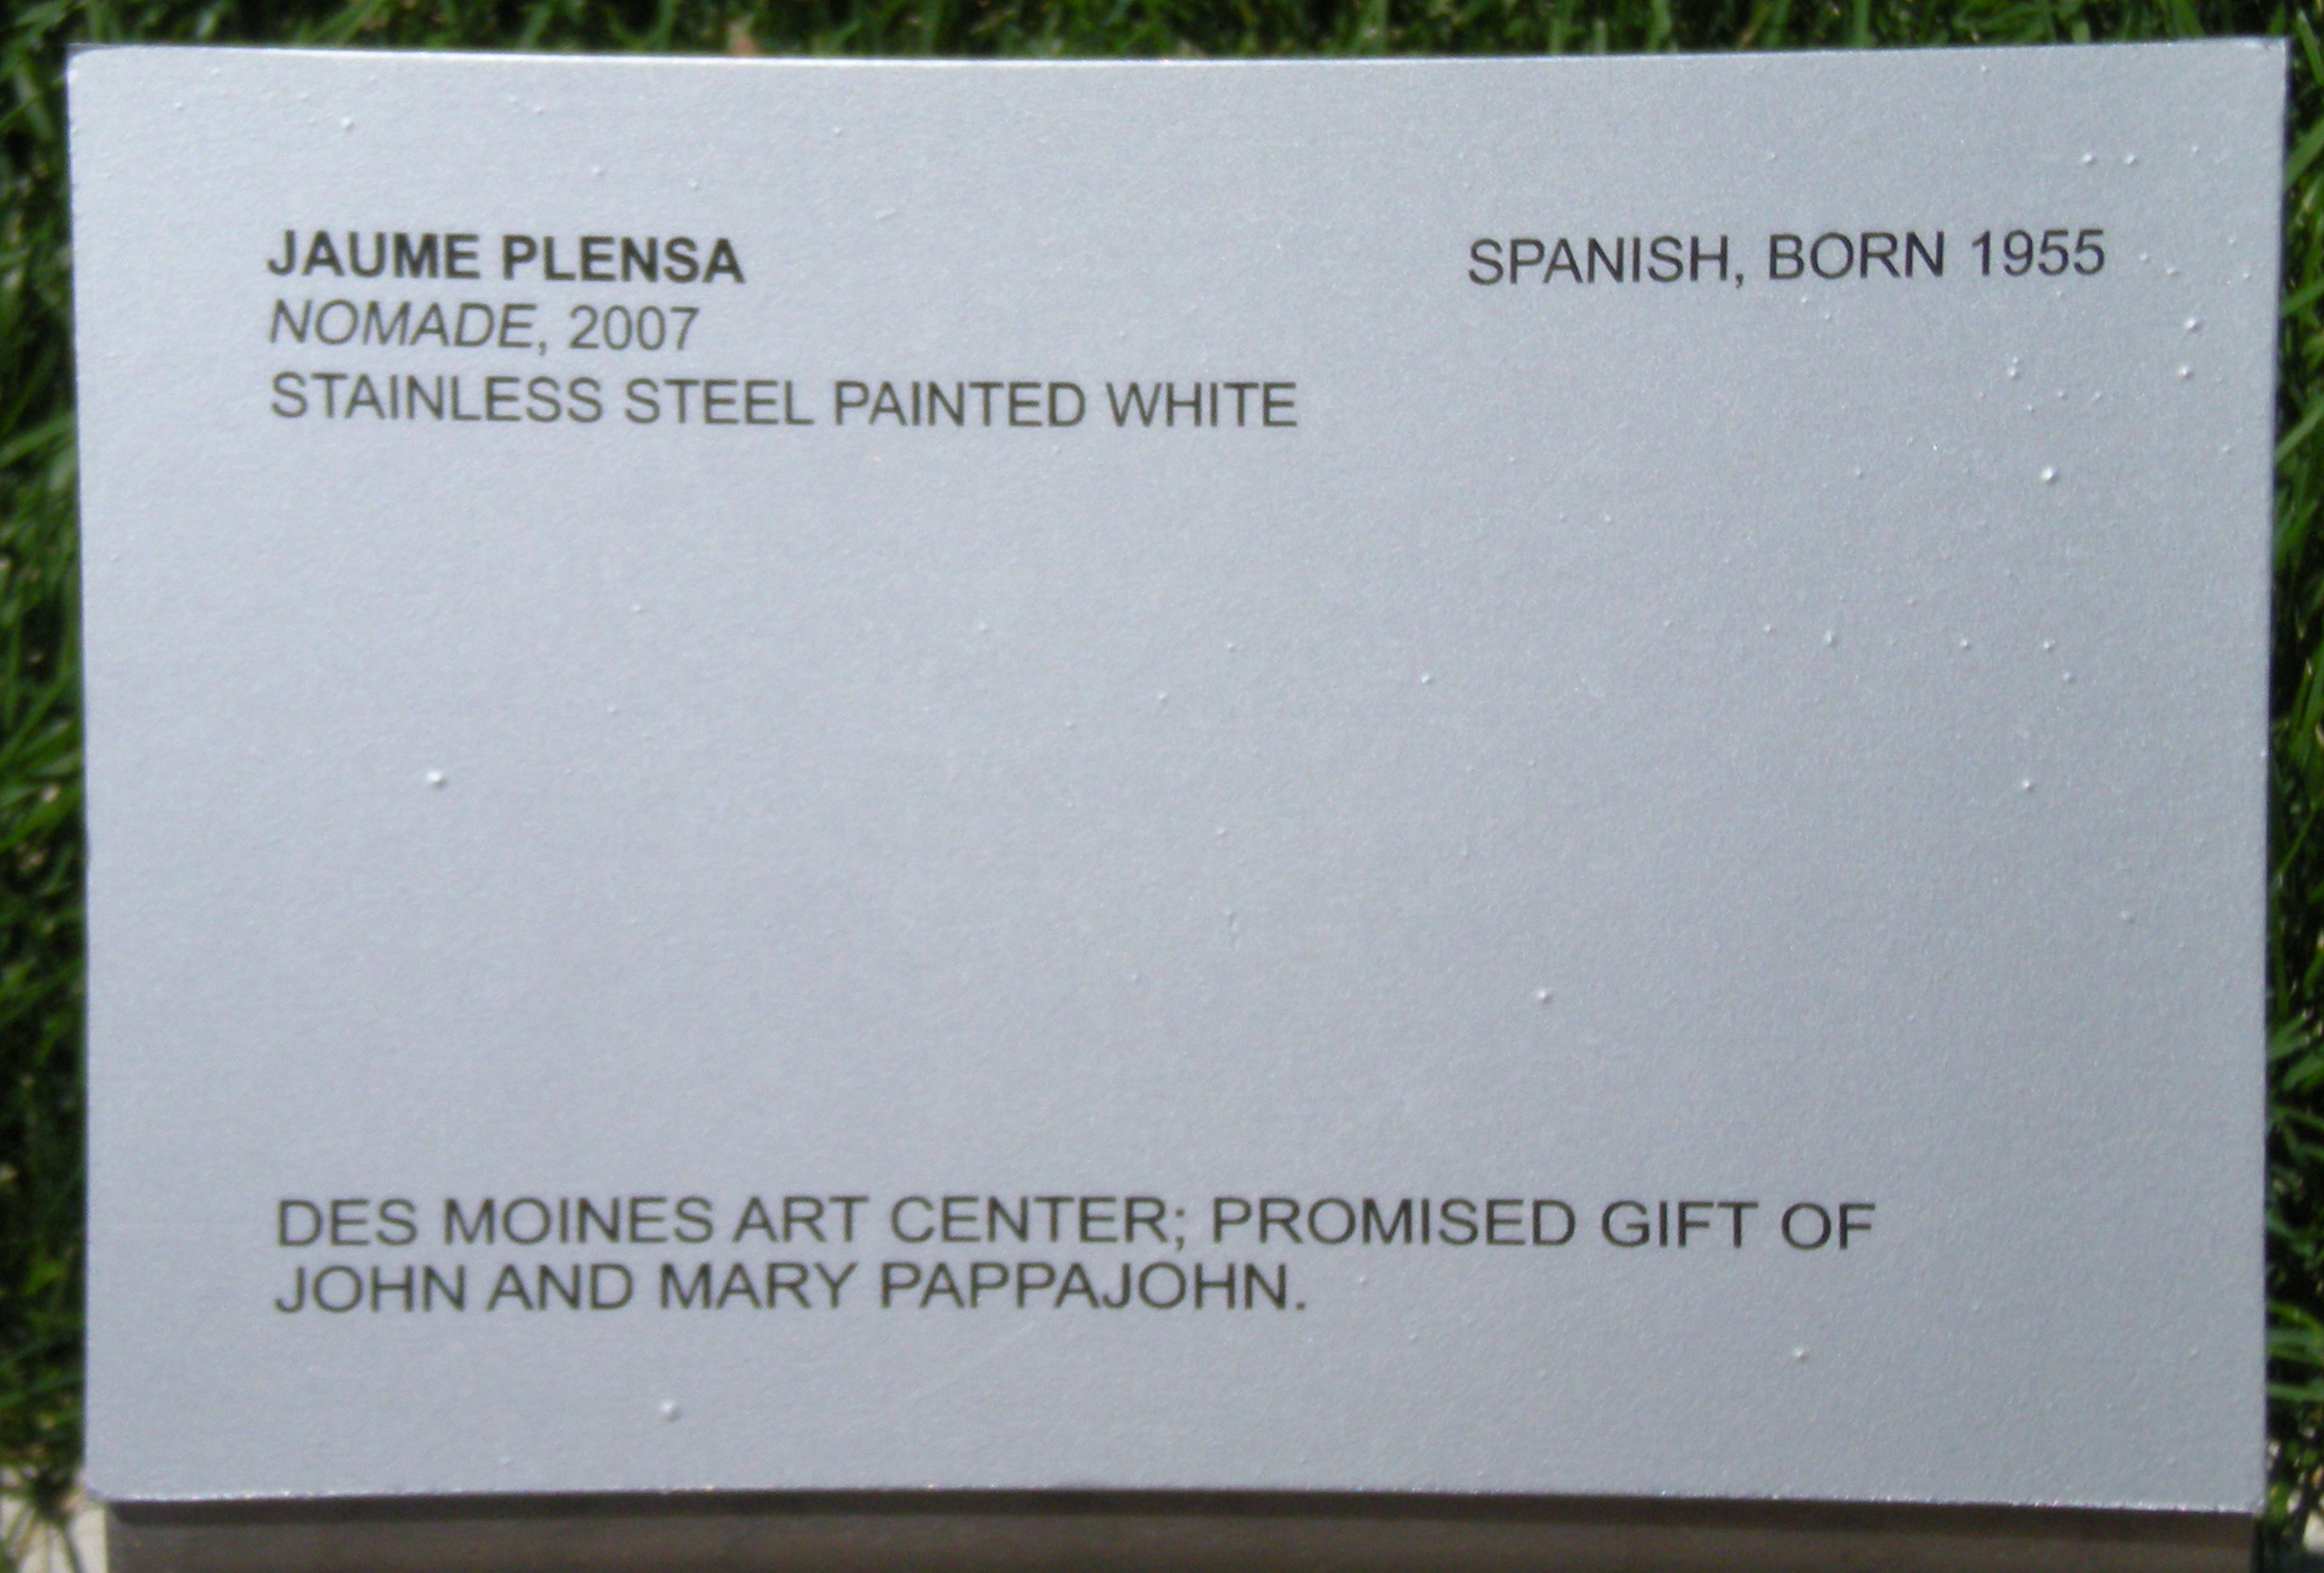 JAUME PLENSA SPANISH, BORN 1955
NOMADE, 2007
STAINLESS STEEL PAINTED WHITE
DES MOINES ART CENTER; PROMISED GIFT OF
JOHN AND MARY PAPPAJOHN.